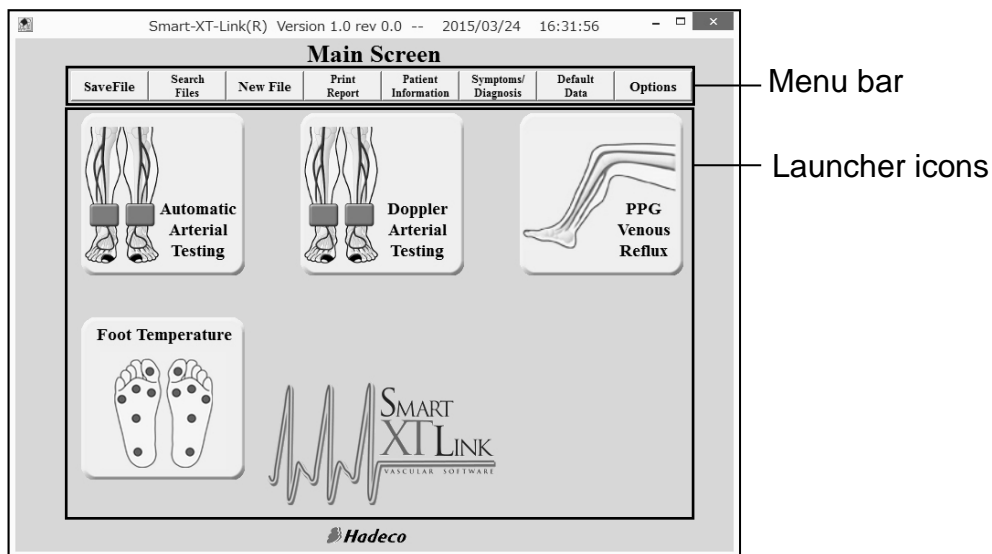 Smart-XT-Link(R) Version 1.0 rev 0.0 -- 2015/03/24 16:31:56
Main Screen
SaveFile
Search
Files
New File
Print
Report
Patient
Information
Symptoms/
Diagnosis
Default
Data
Options
Menu bar
Launcher icons
Automatic
Arterial
Testing
Doppler
Arterial
Testing
PPG
Venous
Reflux
Foot Temperature
SMART
XT LINK
VASCULAR SOFTWARE
Hadeco